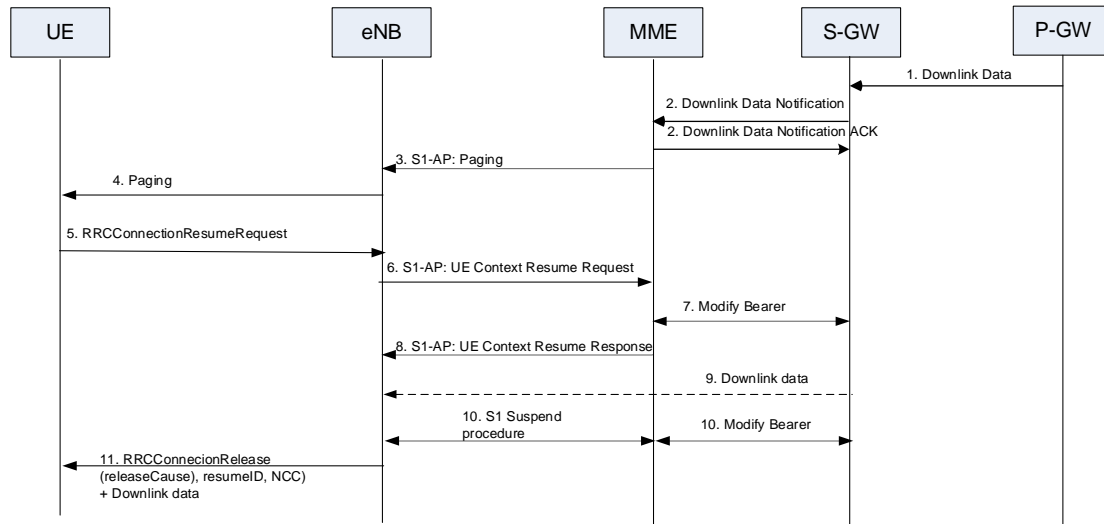 UE
eNB
MME
S-GW
P-GW
1. Downlink Data
2. Downlink Data Notification
2. Downlink Data Notification ACK
3. S1-AP: Paging
4. Paging
5. RRCConnectionResumeRequest
6. S1-AP: UE Context Resume Request
7. Modify Bearer
8. S1-AP: UE Context Resume Response
9. Downlink data
10. S1 Suspend
procedure
10. Modify Bearer
11. RRCConnecionRelease
(releaseCause), resumeID, NCC)
+ Downlink data